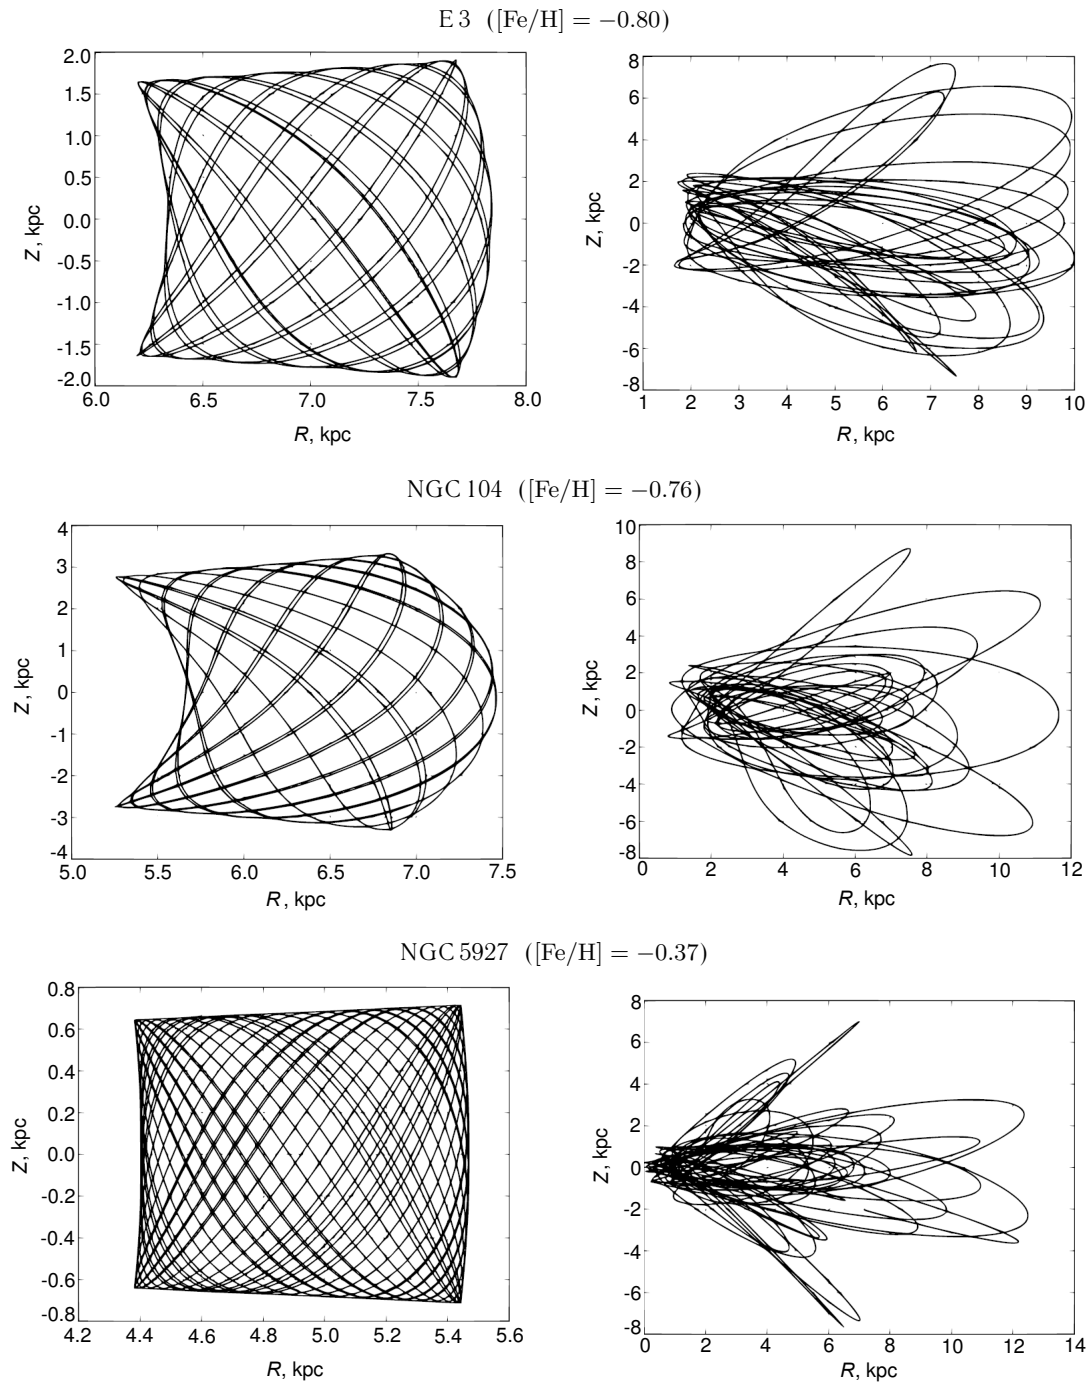 E 3 ([Fe/H] = −0.80)
2.0
1.5
1.0
0.5
0.0
-0.5
-1.0
-1.5
-2.0
Z, kpc
6.0 6.5 7.0 7.5 8.0
R, kpc
8
6
4
2
0
-2
-4
-6
-8
Z, kpc
1 2 3 4 5 6 7 8 9 10
R, kpc
NGC 104 ([Fe/H] = −0.76)
4
3
2
1
0
-1
-2
-3
-4
Z, kpc
5.0 5.5 6.0 6.5 7.0 7.5
R, kpc
10
8
6
4
2
0
-2
-4
-6
-8
Z, kpc
0 2 4 6 8 10 12
R, kpc
NGC 5927 ([Fe/H] = −0.37)
0.8
0.6
0.4
0.2
0.0
-0.2
-0.4
-0.6
-0.8
Z, kpc
4.2 4.4 4.6 4.8 5.0 5.2 5.4 5.6
R, kpc
8
6
4
2
0
-2
-4
-6
-8
Z, kpc
0 2 4 6 8 10 12 14
R, kpc